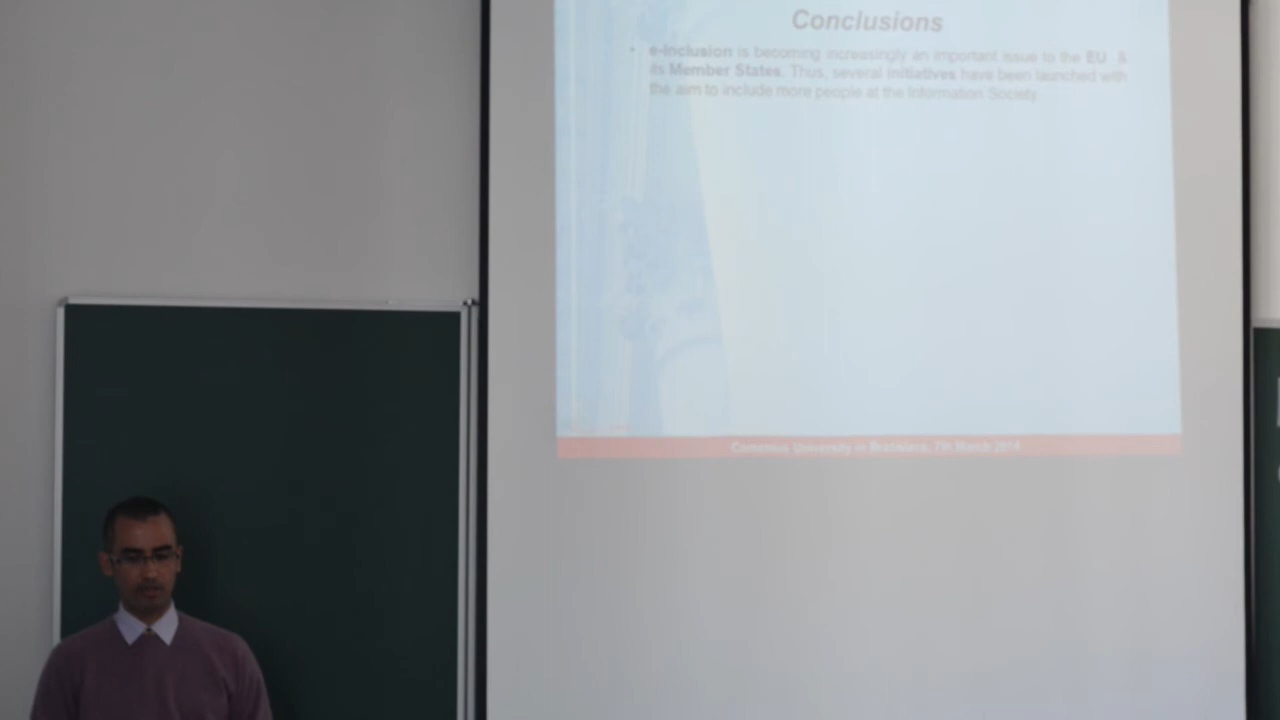 Conclusions
• e-Inclusion is becoming increasingly an important issue to the EU &
its Member States. Thus, several initiatives have been launched with
the aim to include more people at the Information Society.
University in Bratislava, 7th March 2014